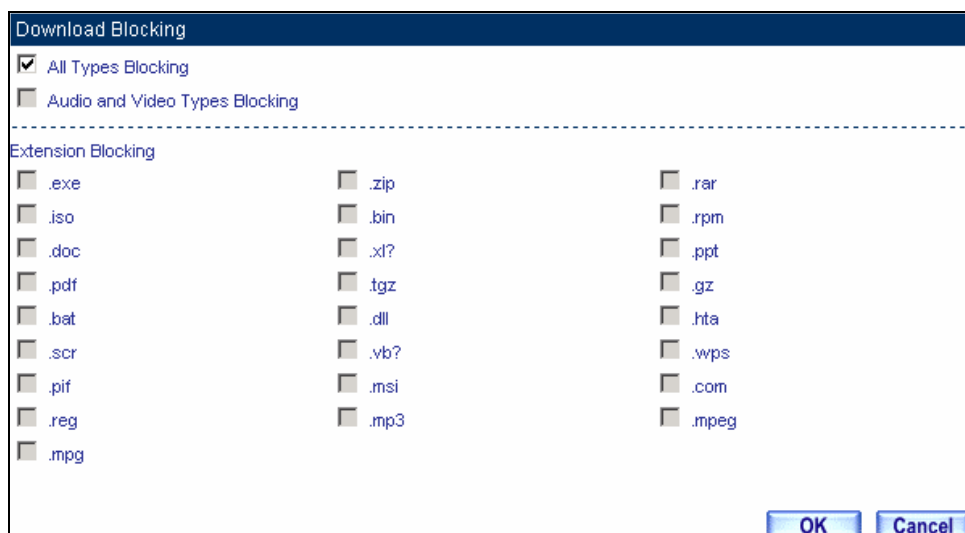 Download Blocking
All Types Blocking
Audio and Video Types Blocking
Extension Blocking
.exe .zip .rar
.iso .bin .rpm
.doc .xl? .ppt
.pdf .tgz .gz
.bat .dll .hta
.scr .vb? .wps
.pif .msi .com
.reg .mp3 .mpeg
.mpg
OK Cancel